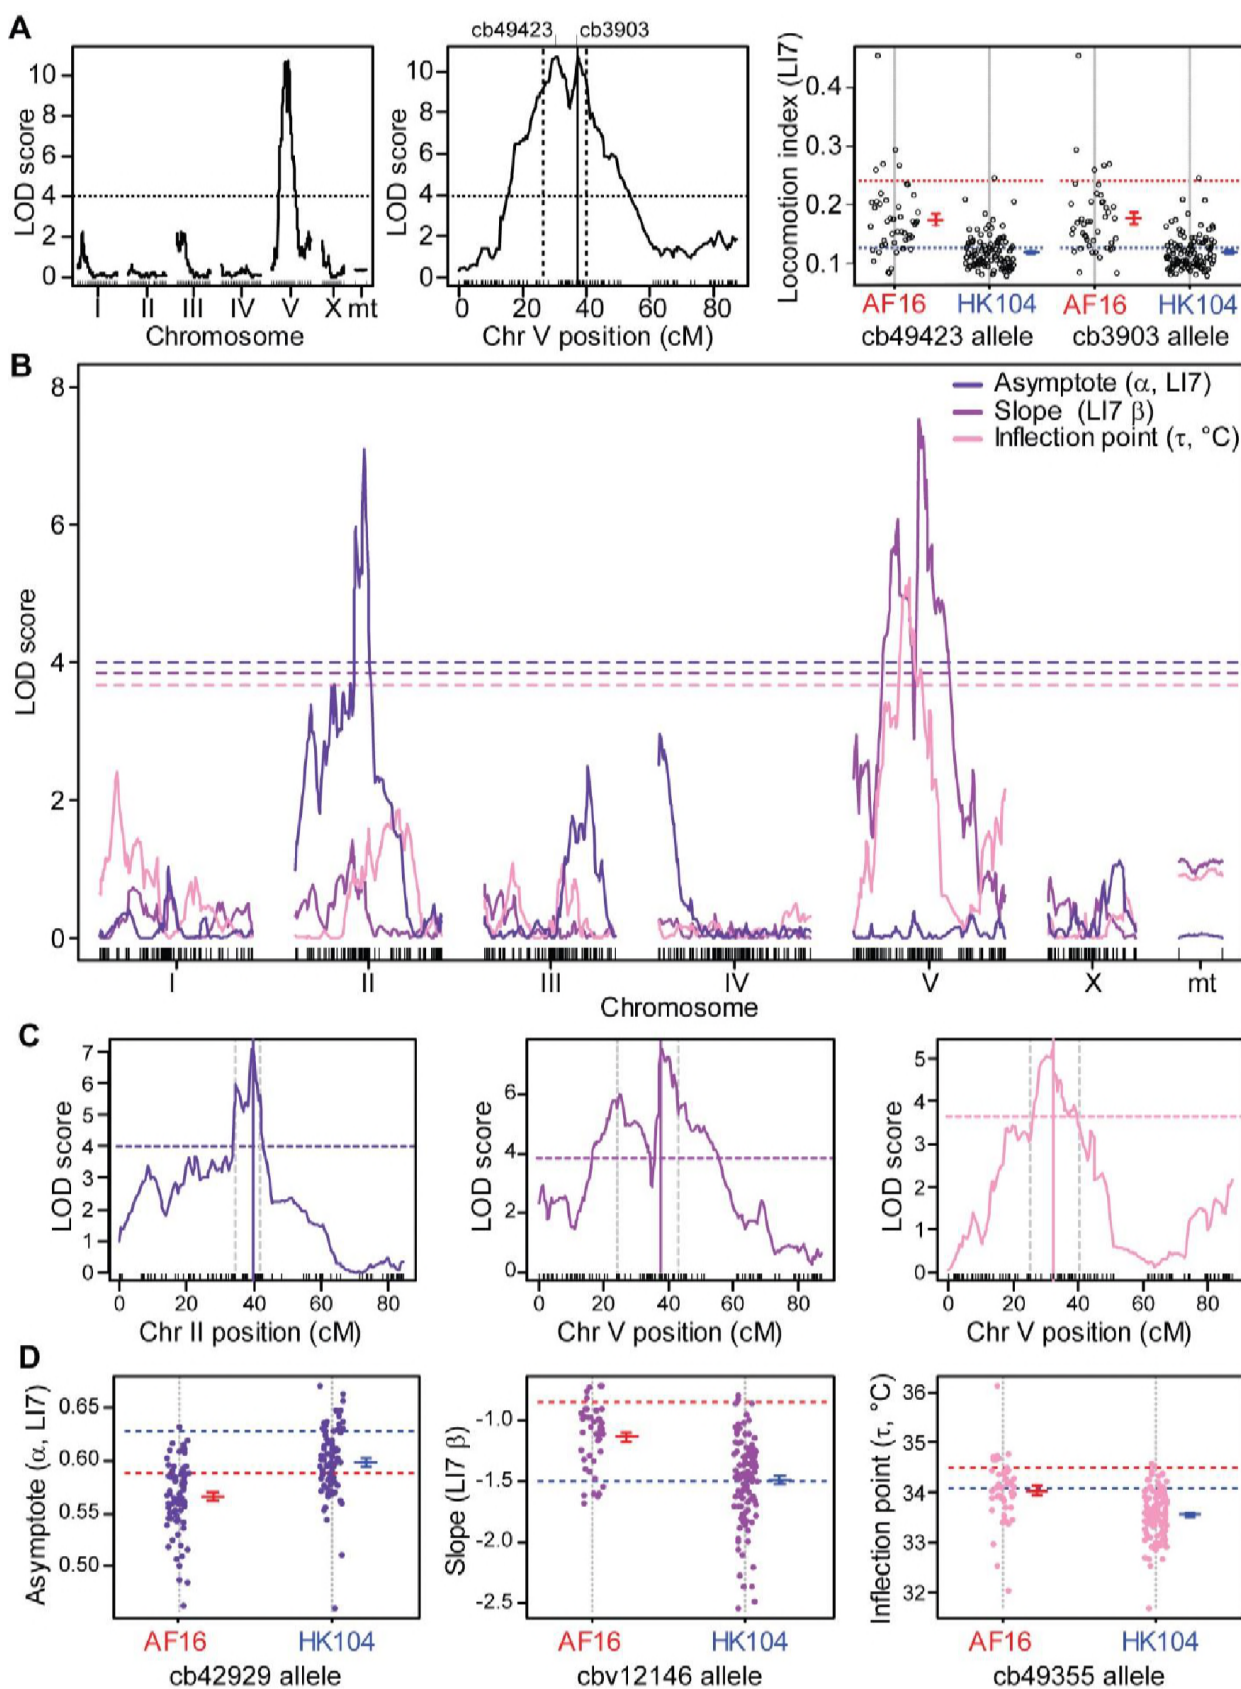 A
cb49423 cb3903
LOD score
10
8
6
4
2
0
I II III IV V X mt
Chromosome
LOD score
10
8
6
4
2
0
0 20 40 60 80
Chr V position (cM)
Locomotion index (LI7)
0.4
0.3
0.2
0.1
AF16 HK104 AF16 HK104
cb49423 allele cb3903 allele
B
Asymptote (α, LI7)
Slope (LI7 β)
Inflection point (τ, °C)
LOD score
8
6
4
2
0
I II III IV V X mt
Chromosome
C
LOD score
7
6
5
4
3
2
1
0
0 20 40 60 80
Chr II position (cM)
LOD score
6
4
2
0
0 20 40 60 80
Chr V position (cM)
LOD score
5
4
3
2
1
0
0 20 40 60 80
Chr V position (cM)
D
Asymptote (α, LI7)
0.65
0.60
0.55
0.50
AF16 HK104
cb42929 allele
Slope (LI7 β)
-1.0
-1.5
-2.0
-2.5
AF16 HK104
cbv12146 allele
Inflection point (τ, °C)
36
35
34
33
32
AF16 HK104
cb49355 allele